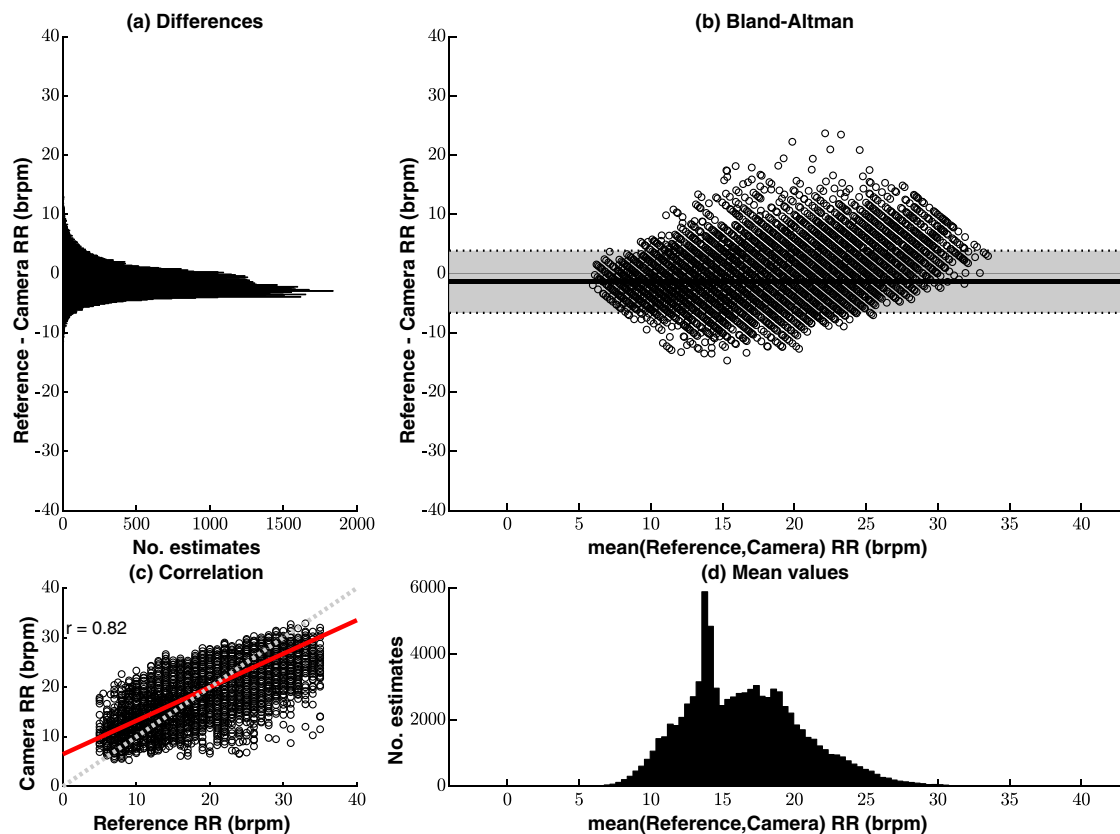 (a) Differences
40
30
20
10
0
-10
-20
-30
-40
Reference - Camera RR (brpm)
0 500 1000 1500 2000
No. estimates
(b) Bland-Altman
40
30
20
10
0
-10
-20
-30
-40
Reference - Camera RR (brpm)
0 5 10 15 20 25 30 35 40
mean(Reference,Camera) RR (brpm)
(c) Correlation
40
30
20
10
0
r = 0.82
Camera RR (brpm)
0 10 20 30 40
Reference RR (brpm)
(d) Mean values
6000
4000
2000
0
No. estimates
0 5 10 15 20 25 30 35 40
mean(Reference,Camera) RR (brpm)